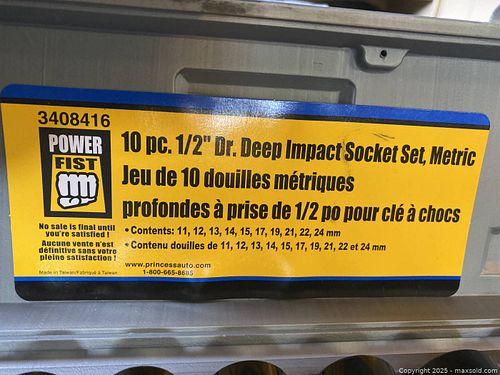 3408416
POWER
FIST
No sale is final until
you're satisfied !
Aucune vente n'est
définitive sans votre
pleine satisfaction !
Made in Taiwan/Fabriqué à Taiwan
10 pc. 1/2" Dr. Deep Impact Socket Set, Metric
Jeu de 10 douilles métriques
profondes à prise de 1/2 po pour clé à chocs
• Contents: 11, 12, 13, 14, 15, 17, 19, 21, 22, 24 mm
• Contenu douilles de 11, 12, 13, 14, 15, 17, 19, 21, 22 et 24 mm
www.princessauto.com
1-800-665-8685
Copyright 2025 - maxsold.com